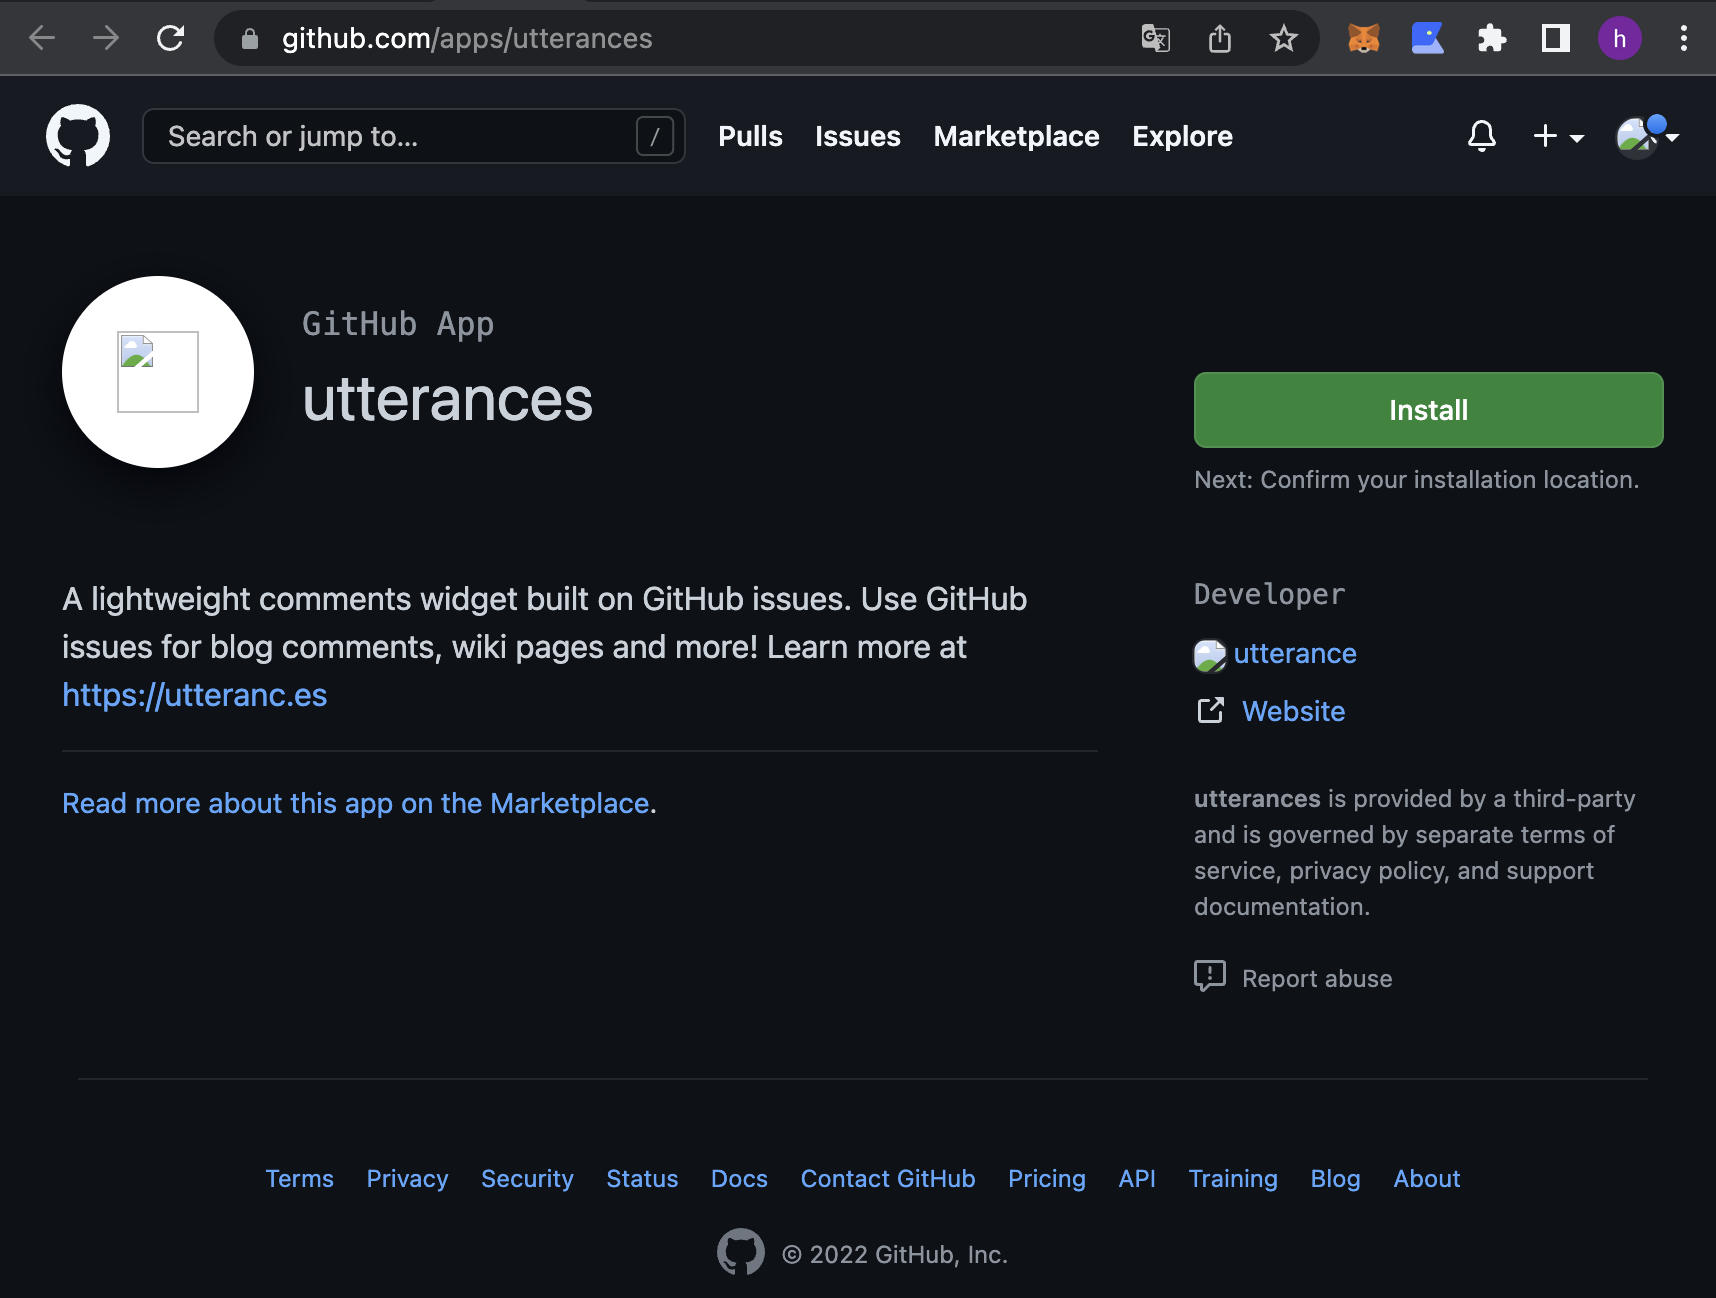 github.com/apps/utterances
h
Search or jump to... /
Pulls Issues Marketplace Explore
GitHub App
utterances
Install
Next: Confirm your installation location.
A lightweight comments widget built on GitHub issues. Use GitHub
issues for blog comments, wiki pages and more! Learn more at
https://utteranc.es
Read more about this app on the Marketplace.
Developer
utterance
Website
utterances is provided by a third-party
and is governed by separate terms of
service, privacy policy, and support
documentation.
Report abuse
Terms Privacy Security Status Docs Contact GitHub Pricing API Training Blog About
© 2022 GitHub, Inc.